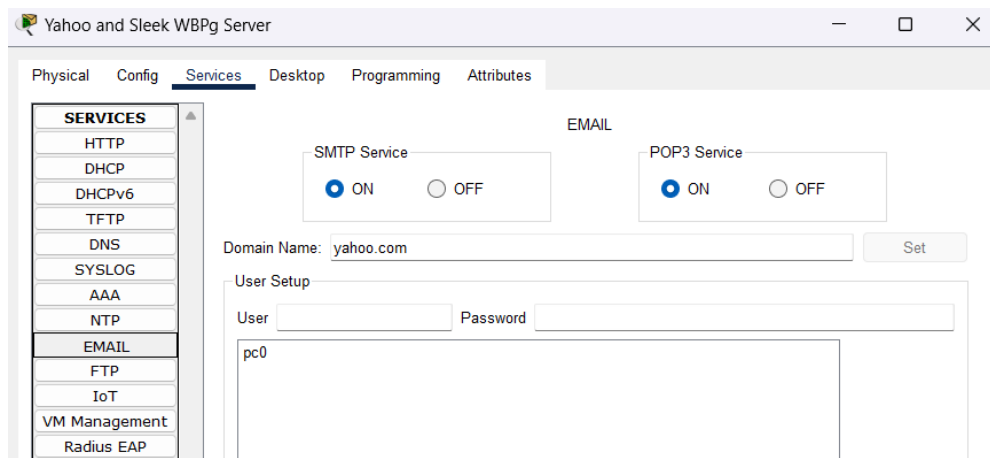 Yahoo and Sleek WBPg Server
Physical Config Services Desktop Programming Attributes
SERVICES
HTTP
DHCP
DHCPv6
TFTP
DNS
SYSLOG
AAA
NTP
EMAIL
FTP
IoT
VM Management
Radius EAP
EMAIL
SMTP Service
ON OFF
POP3 Service
ON OFF
Domain Name: yahoo.com Set
User Setup
User Password
pc0